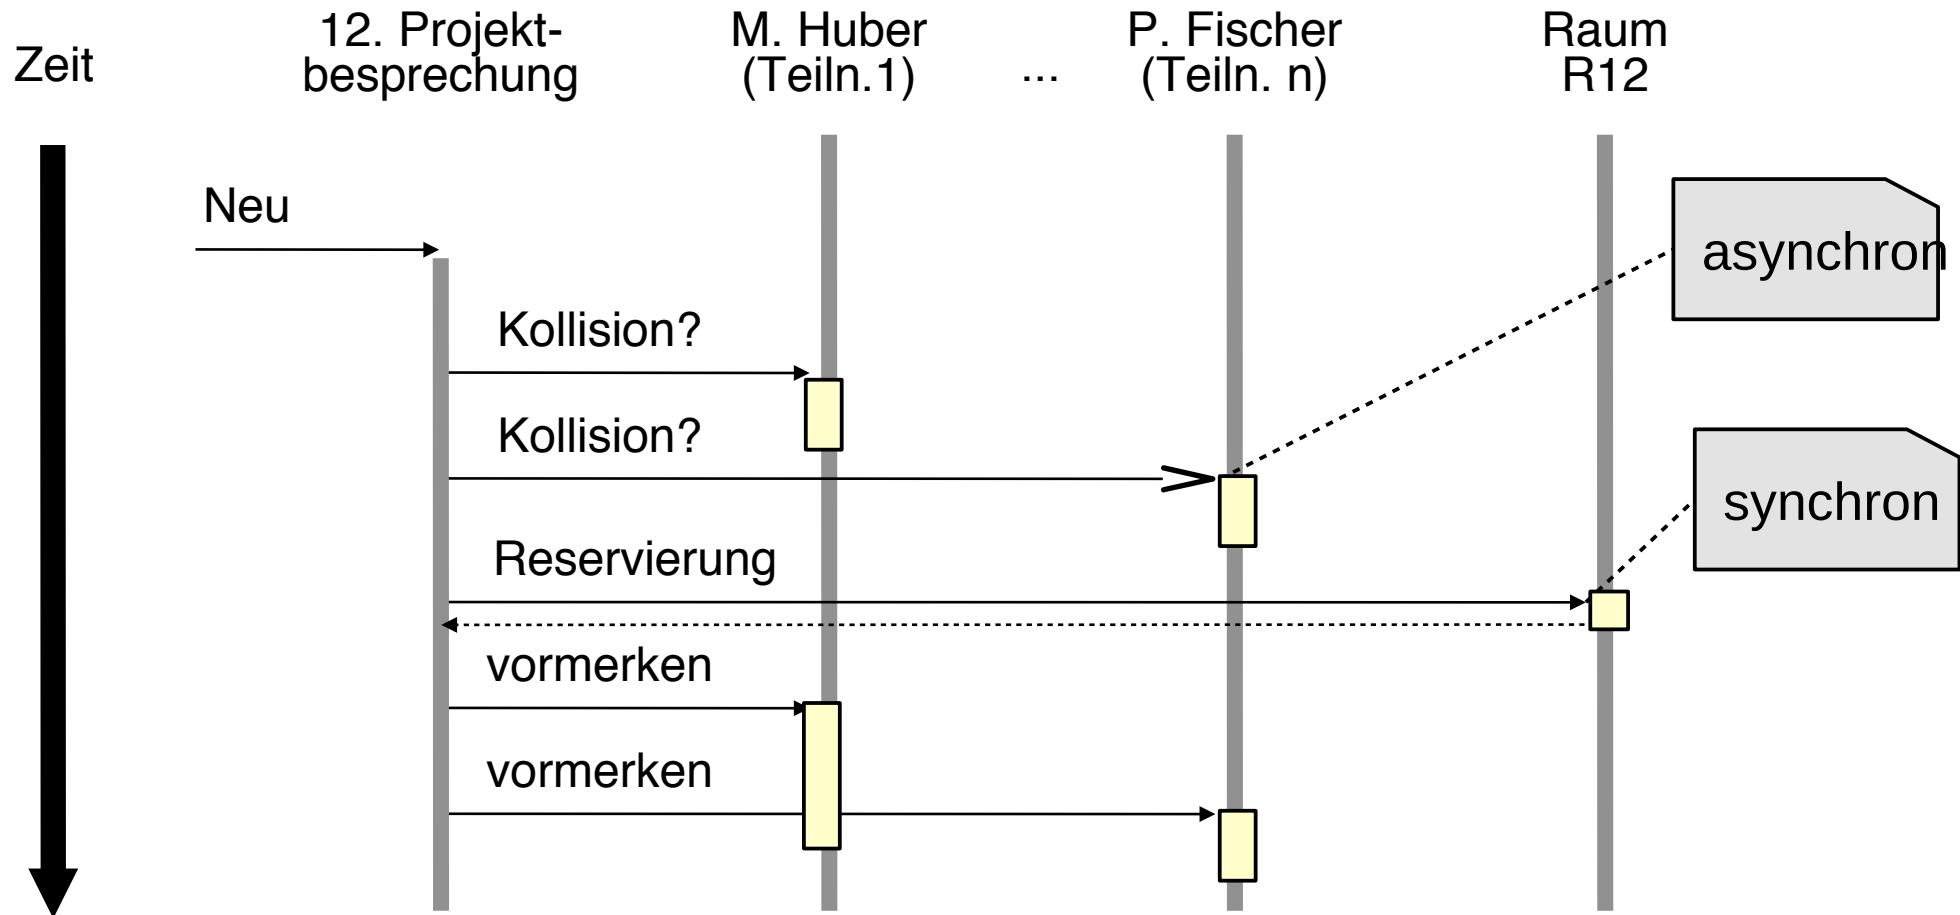 Zeit
12. Projekt-
besprechung
M. Huber
(Teiln.1)
...
P. Fischer
(Teiln. n)
Raum
R12
Neu
asynchron
Kollision?
Kollision?
synchron
Reservierung
vormerken
vormerken